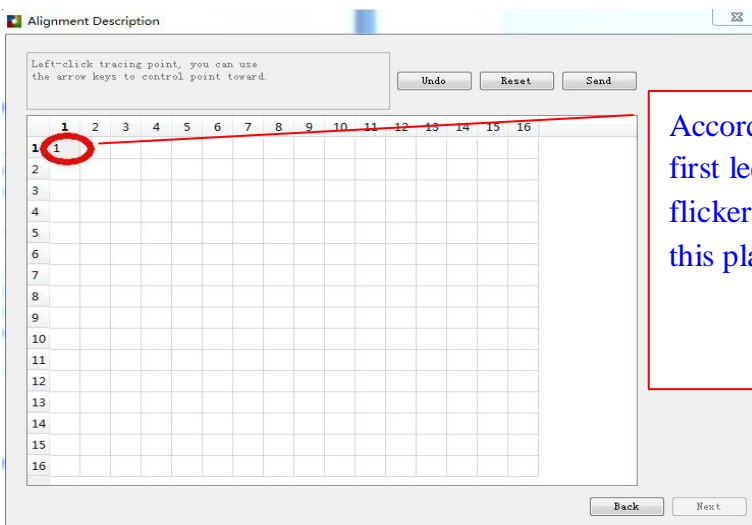 Alignment Description
Left-click tracing point, you can use
the arrow keys to control point toward.
Undo Reset Send
1 2 3 4 5 6 7 8 9 10 11 12 13 14 15 16
1 1
2
3
4
5
6
7
8
9
10
11
12
13
14
15
16
first
flicker
this
Back Next